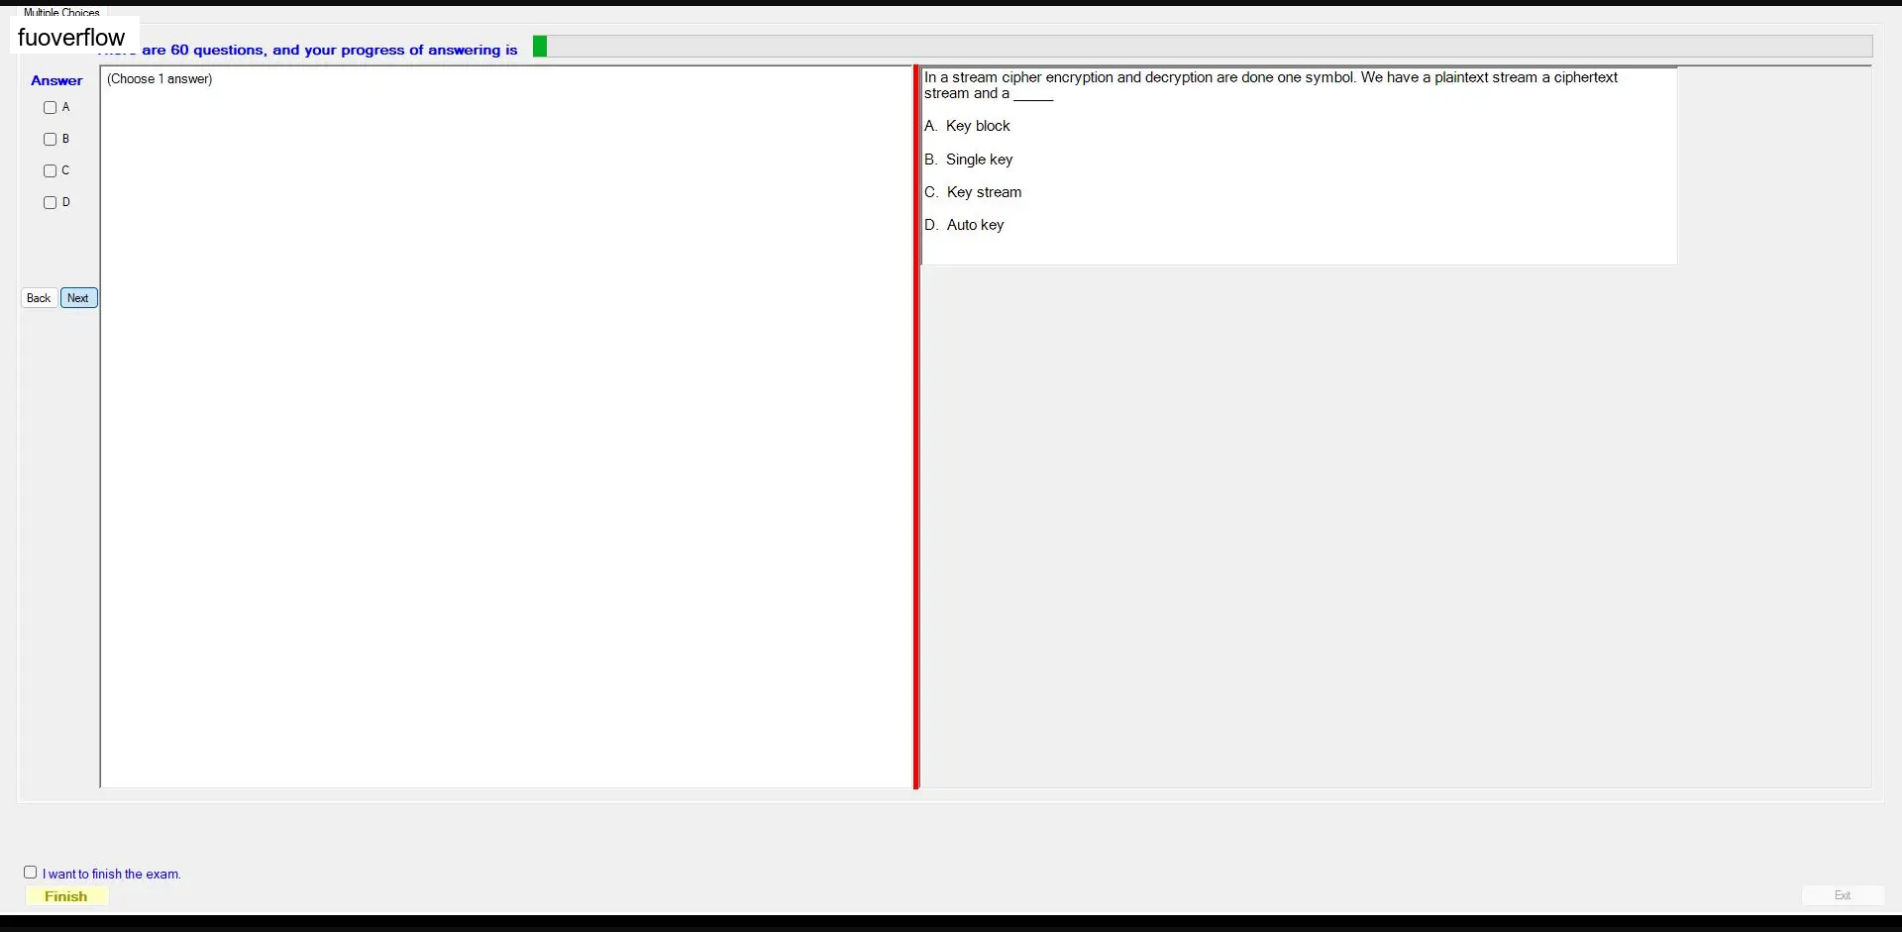 Multiple Choices
fuoverflow
are 60 questions, and your progress of answering is
Answer
A
B
C
D
Back Next
(Choose 1 answer)
In a stream cipher encryption and decryption are done one symbol. We have a plaintext stream a ciphertext
stream and a _____
A. Key block
B. Single key
C. Key stream
D. Auto key
I want to finish the exam.
Finish
Exit